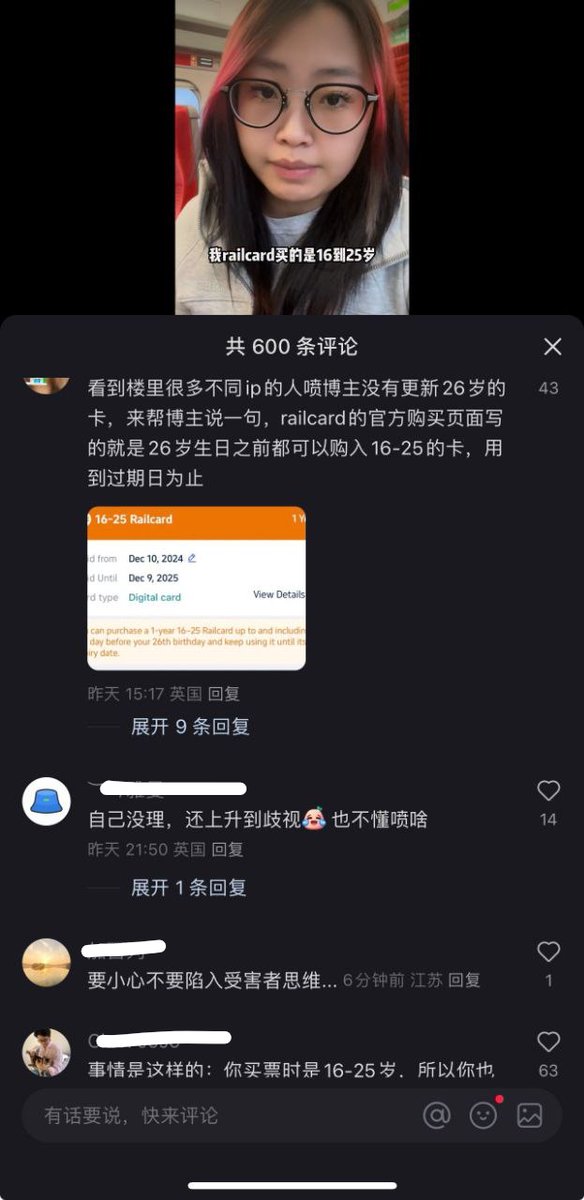 我railcard买的是16到25岁
共 600 条评论
看到楼里很多不同ip的人喷博主没有更新26岁的
43
卡，来帮博主说一句，railcard的官方购买页面写
的就是26岁生日之前都可以购入16-25的卡，用
到过期日为止
16-25 Railcard
1 Y
id from Dec 10, 2024
d Until Dec 9, 2025
rd type Digital card
View Details
can purchase a 1-year 16-25 Railcard up to and including
day before your 26th birthday and keep using it until its
iry date.
昨天 15:17 英国 回复
展开 9 条回复
自己没理，还上升到歧视 也不懂喷啥
14
昨天 21:50 英国 回复
展开 1 条回复
要小心不要陷入受害者思维... 6分钟前 江苏 回复
1
事情是这样的：你买票时是16-25岁，所以你也
63
有话要说，快来评论